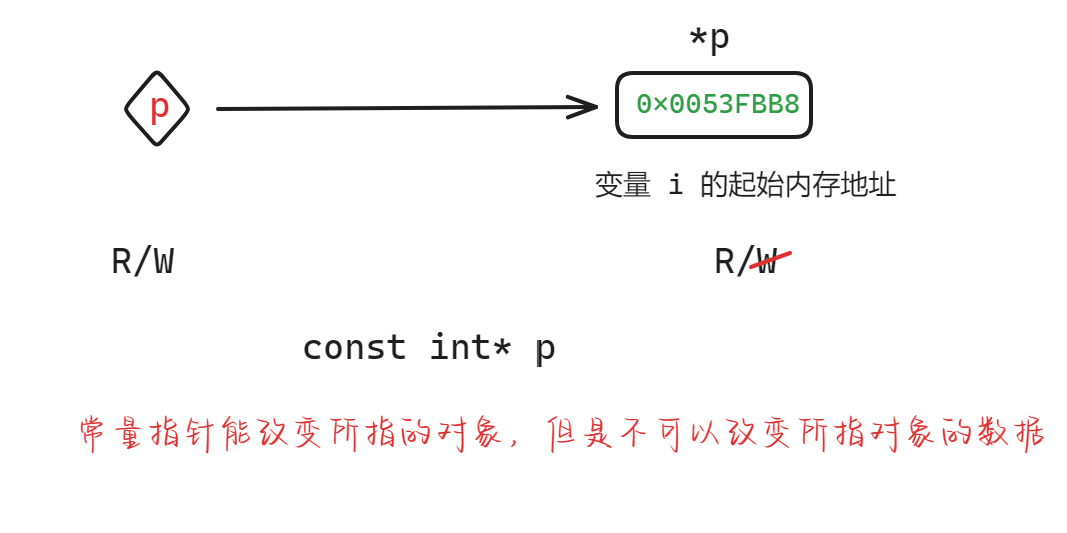 *p
p
0×0053FBB8
变量 i 的起始内存地址
R/W
R/W
const int* p
常量指针能改变所指的对象, 但是不可以改变所指对象的数据